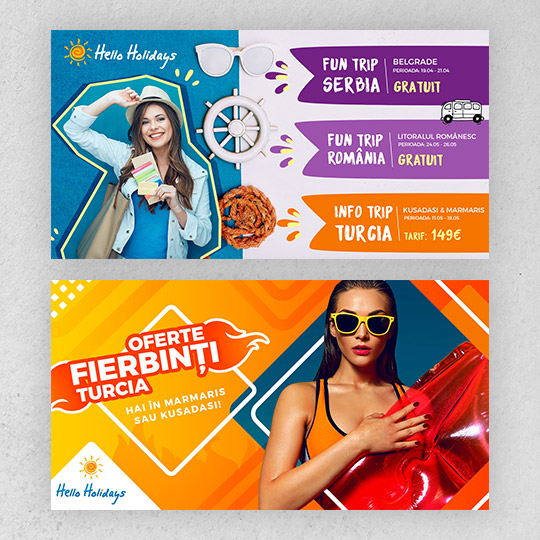 Hello Holidays
FUN TRIP
SERBIA
BELGRADE
PERIOADA: 19.04 - 21.04
GRATUIT
FUN TRIP
ROMÂNIA
LITORALUL ROMÂNESC
PERIOADA: 24.05 - 26.05
GRATUIT
INFO TRIP
TURCIA
KUSADASI & MARMARIS
PERIOADA: 11.05 - 18.05
TARIF: 149€
OFERTE
FIERBINȚI
TURCIA
HAI ÎN MARMARIS
SAU KUSADASI!
Hello Holidays